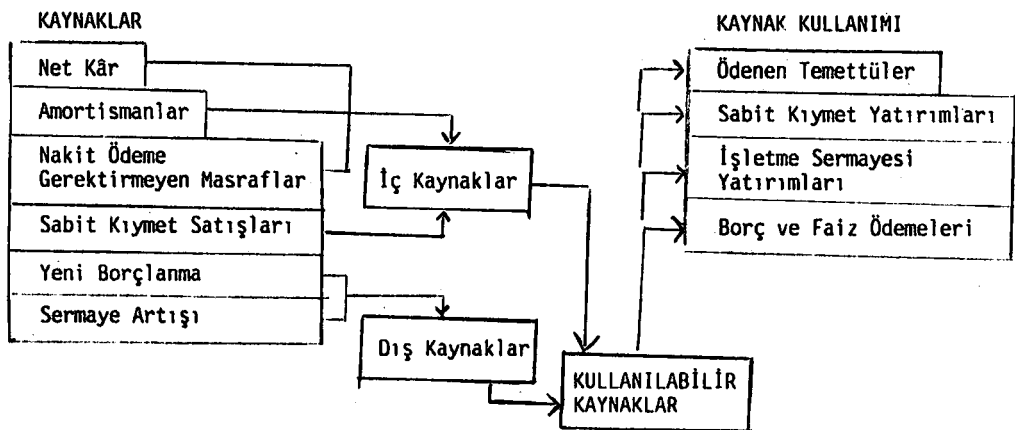 KAYNAKLAR
Net Kâr
Amortismanlar
Nakit Ödeme
Gerektirmeyen Masraflar
Sabit Kıymet Satışları
Yeni Borçlanma
Sermaye Artışı
İç Kaynaklar
Dış Kaynaklar
KULLANILABİLİR
KAYNAKLAR
KAYNAK KULLANIMI
Ödenen Temettüler
Sabit Kıymet Yatırımları
İşletme Sermayesi
Yatırımları
Borç ve Faiz Ödemeleri